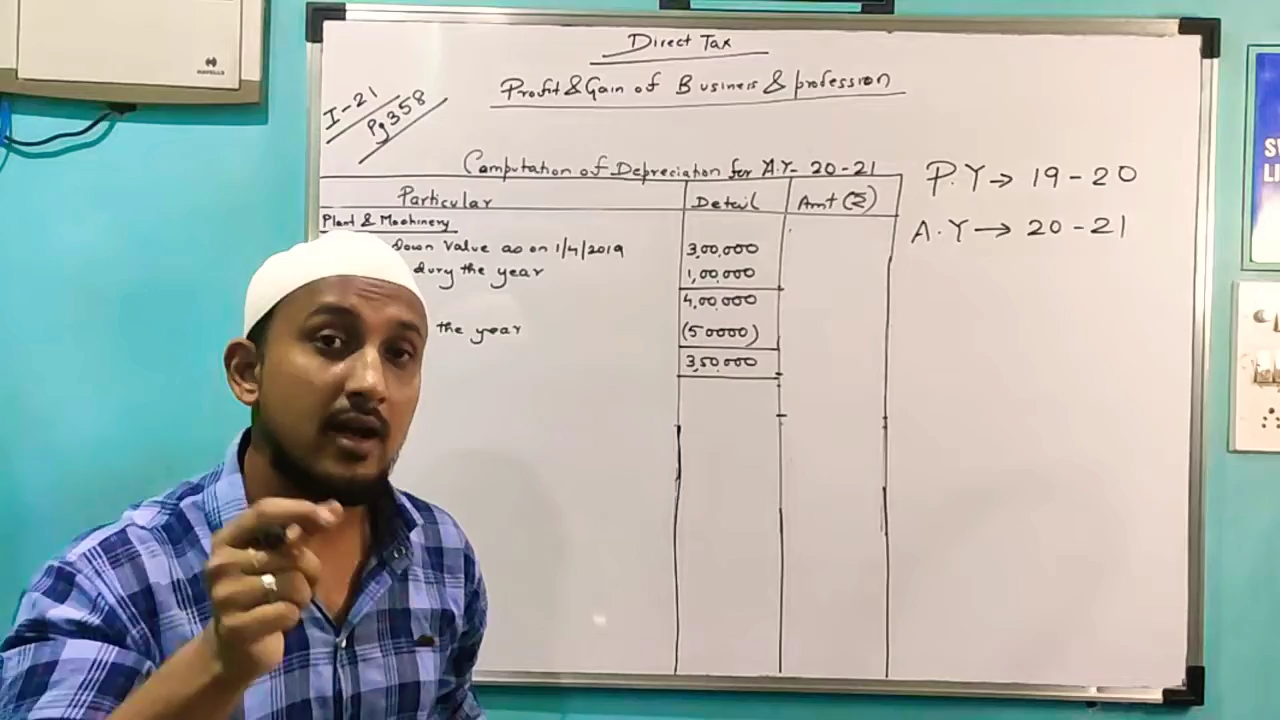 HAVELLS
Direct Tax
Profit & Gain of Business & profession
I-21
Pg 358
Computation of Depreciation for A.Y- 20-21
P.Y → 19-20
A.Y → 20-21
Particular Detail Amt (₹)
Plant & Machinery
down Value as on 1/4/2019 3,00,000
dury the year 1,00,000
4,00,000
the year (50000)
3,50,000